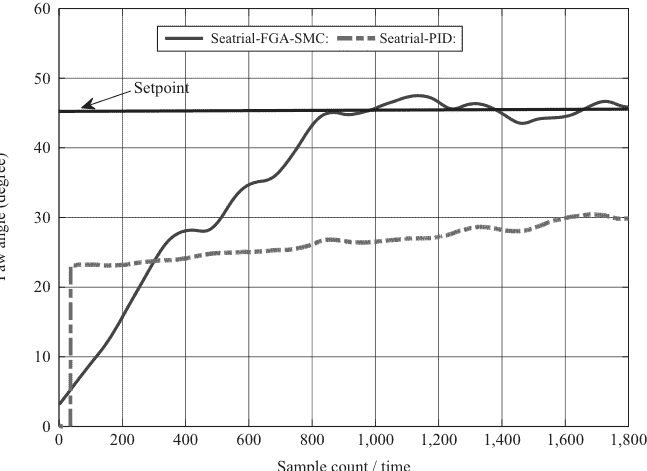 60
Seatrial-FGA-SMC: Seatrial-PID:
50
Setpoint
40
30
20
10
0
0 200 400 600 800 1,000 1,200 1,400 1,600 1,800
Yaw angle (degree)
Sample count / time